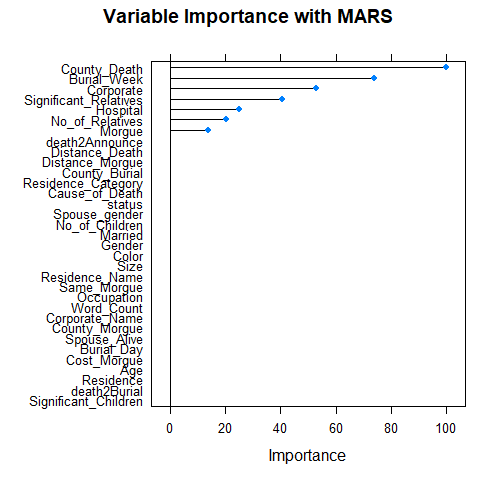 Variable Importance with MARS
County_Death
Burial_Week
Corporate
Significant_Relatives
Hospital
No_of_Relatives
Morgue
death2Announce
Distance_Death
Distance_Morgue
County_Burial
Residence_Category
Cause_of_Death
status
Spouse_gender
No_of_Children
Married
Gender
Color
Size
Residence_Name
Same_Morgue
Occupation
Word_Count
Corporate_Name
County_Morgue
Spouse_Alive
Burial_Day
Cost_Morgue
Age
Residence
death2Burial
Significant_Children
0 20 40 60 80 100
Importance